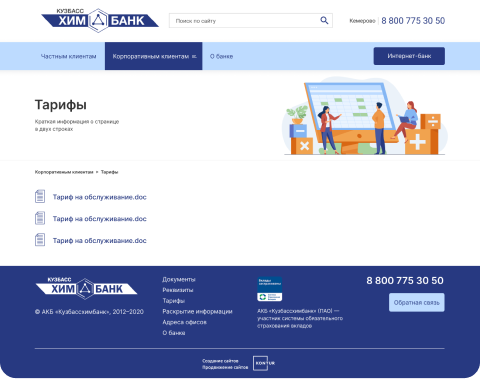 КУЗБАСС
ХИМ БАНК
Поиск по сайту
Кемерово : 8 800 775 30 50
Частным клиентам
Корпоративным клиентам
О банке
Интернет-банк
Тарифы
Краткая информация о странице
в двух строках
Корпоративным клиентам • Тарифы
Тариф на обслуживание.doc
Тариф на обслуживание.doc
Тариф на обслуживание.doc
КУЗБАСС
ХИМ БАНК
© АКБ «Кузбассхимбанк», 2012–2020
Документы
Реквизиты
Тарифы
Раскрытие информации
Адреса офисов
О банке
Вклады
застрахованы
АКБ «Кузбассхимбанк» (ПАО) —
участник системы обязательного
страхования вкладов
8 800 775 30 50
Обратная связь
Создание сайтов
Продвижение сайтов
KONTUR